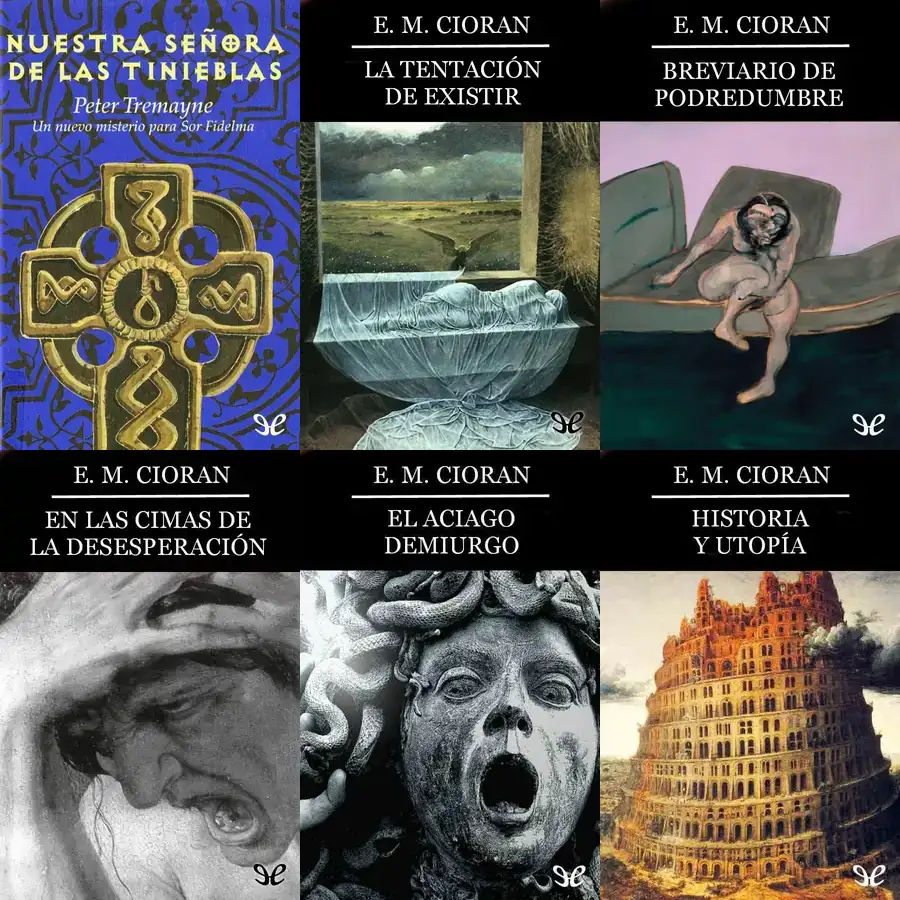 NUESTRA SEÑORA
DE LAS TINIEBLAS
Peter Tremayne
Un nuevo misterio para Sor Fidelma
E. M. CIORAN
LA TENTACIÓN
DE EXISTIR
E. M. CIORAN
BREVIARIO DE
PODREDUMBRE
E. M. CIORAN
EN LAS CIMAS DE
LA DESESPERACIÓN
E. M. CIORAN
EL ACIAGO
DEMIURGO
E. M. CIORAN
HISTORIA
Y UTOPÍA